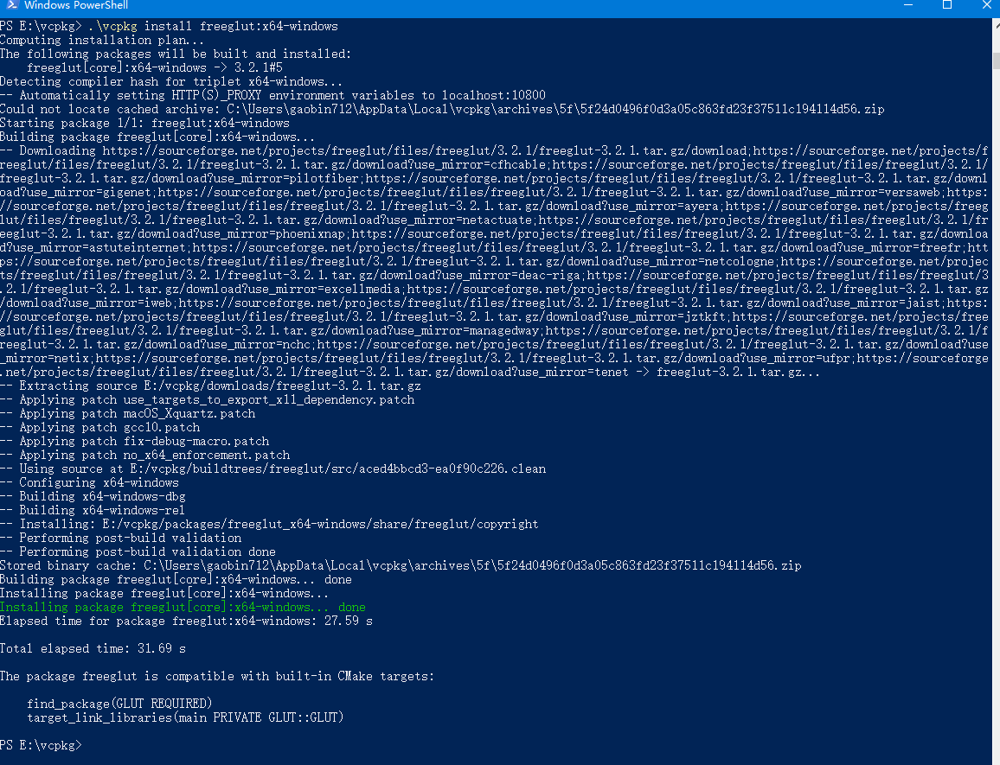 Windows PowerShell
PS E:\vcpkg> .\vcpkg install freeglut:x64-windows
Computing installation plan...
The following packages will be built and installed:
    freeglut[core]:x64-windows -> 3.2.1#5
Detecting compiler hash for triplet x64-windows...
-- Automatically setting HTTP(S)_PROXY environment variables to localhost:10800
Could not locate cached archive: C:\Users\gaobin712\AppData\Local\vcpkg\archives\5f\5f24d0496f0d3a05c863fd23f37511c194114d56.zip
Starting package 1/1: freeglut:x64-windows
Building package freeglut[core]:x64-windows...
-- Downloading https://sourceforge.net/projects/freeglut/files/freeglut/3.2.1/freeglut-3.2.1.tar.gz/download;https://sourceforge.net/projects/f
reeglut/files/freeglut/3.2.1/freeglut-3.2.1.tar.gz/download?use_mirror=cfhcable;https://sourceforge.net/projects/freeglut/files/freeglut/3.2.1/
freeglut-3.2.1.tar.gz/download?use_mirror=pilotfiber;https://sourceforge.net/projects/freeglut/files/freeglut/3.2.1/freeglut-3.2.1.tar.gz/downl
oad?use_mirror=gigenet;https://sourceforge.net/projects/freeglut/files/freeglut/3.2.1/freeglut-3.2.1.tar.gz/download?use_mirror=versaweb;https:
//sourceforge.net/projects/freeglut/files/freeglut/3.2.1/freeglut-3.2.1.tar.gz/download?use_mirror=ayera;https://sourceforge.net/projects/freeg
lut/files/freeglut/3.2.1/freeglut-3.2.1.tar.gz/download?use_mirror=netactuate;https://sourceforge.net/projects/freeglut/files/freeglut/3.2.1/fr
eeglut-3.2.1.tar.gz/download?use_mirror=phoenixnap;https://sourceforge.net/projects/freeglut/files/freeglut/3.2.1/freeglut-3.2.1.tar.gz/downloa
d?use_mirror=astuteinternet;https://sourceforge.net/projects/freeglut/files/freeglut/3.2.1/freeglut-3.2.1.tar.gz/download?use_mirror=freefr;htt
ps://sourceforge.net/projects/freeglut/files/freeglut/3.2.1/freeglut-3.2.1.tar.gz/download?use_mirror=netcologne;https://sourceforge.net/projec
ts/freeglut/files/freeglut/3.2.1/freeglut-3.2.1.tar.gz/download?use_mirror=deac-riga;https://sourceforge.net/projects/freeglut/files/freeglut/3
.2.1/freeglut-3.2.1.tar.gz/download?use_mirror=excellmedia;https://sourceforge.net/projects/freeglut/files/freeglut/3.2.1/freeglut-3.2.1.tar.gz
/download?use_mirror=iweb;https://sourceforge.net/projects/freeglut/files/freeglut/3.2.1/freeglut-3.2.1.tar.gz/download?use_mirror=jaist;https:
//sourceforge.net/projects/freeglut/files/freeglut/3.2.1/freeglut-3.2.1.tar.gz/download?use_mirror=jztkft;https://sourceforge.net/projects/free
glut/files/freeglut/3.2.1/freeglut-3.2.1.tar.gz/download?use_mirror=managedway;https://sourceforge.net/projects/freeglut/files/freeglut/3.2.1/f
reeglut-3.2.1.tar.gz/download?use_mirror=nchc;https://sourceforge.net/projects/freeglut/files/freeglut/3.2.1/freeglut-3.2.1.tar.gz/download?use
_mirror=netix;https://sourceforge.net/projects/freeglut/files/freeglut/3.2.1/freeglut-3.2.1.tar.gz/download?use_mirror=ufpr;https://sourceforge
.net/projects/freeglut/files/freeglut/3.2.1/freeglut-3.2.1.tar.gz/download?use_mirror=tenet -> freeglut-3.2.1.tar.gz...
-- Extracting source E:/vcpkg/downloads/freeglut-3.2.1.tar.gz
-- Applying patch use_targets_to_export_x11_dependency.patch
-- Applying patch macOS_Xquartz.patch
-- Applying patch gcc10.patch
-- Applying patch fix-debug-macro.patch
-- Applying patch no_x64_enforcement.patch
-- Using source at E:/vcpkg/buildtrees/freeglut/src/aced4bbcd3-ea0f90c226.clean
-- Configuring x64-windows
-- Building x64-windows-dbg
-- Building x64-windows-rel
-- Installing: E:/vcpkg/packages/freeglut_x64-windows/share/freeglut/copyright
-- Performing post-build validation
-- Performing post-build validation done
Stored binary cache: C:\Users\gaobin712\AppData\Local\vcpkg\archives\5f\5f24d0496f0d3a05c863fd23f37511c194114d56.zip
Building package freeglut[core]:x64-windows... done
Installing package freeglut[core]:x64-windows...
Installing package freeglut[core]:x64-windows... done
Elapsed time for package freeglut:x64-windows: 27.59 s
Total elapsed time: 31.69 s
The package freeglut is compatible with built-in CMake targets:
    find_package(GLUT REQUIRED)
    target_link_libraries(main PRIVATE GLUT::GLUT)
PS E:\vcpkg>